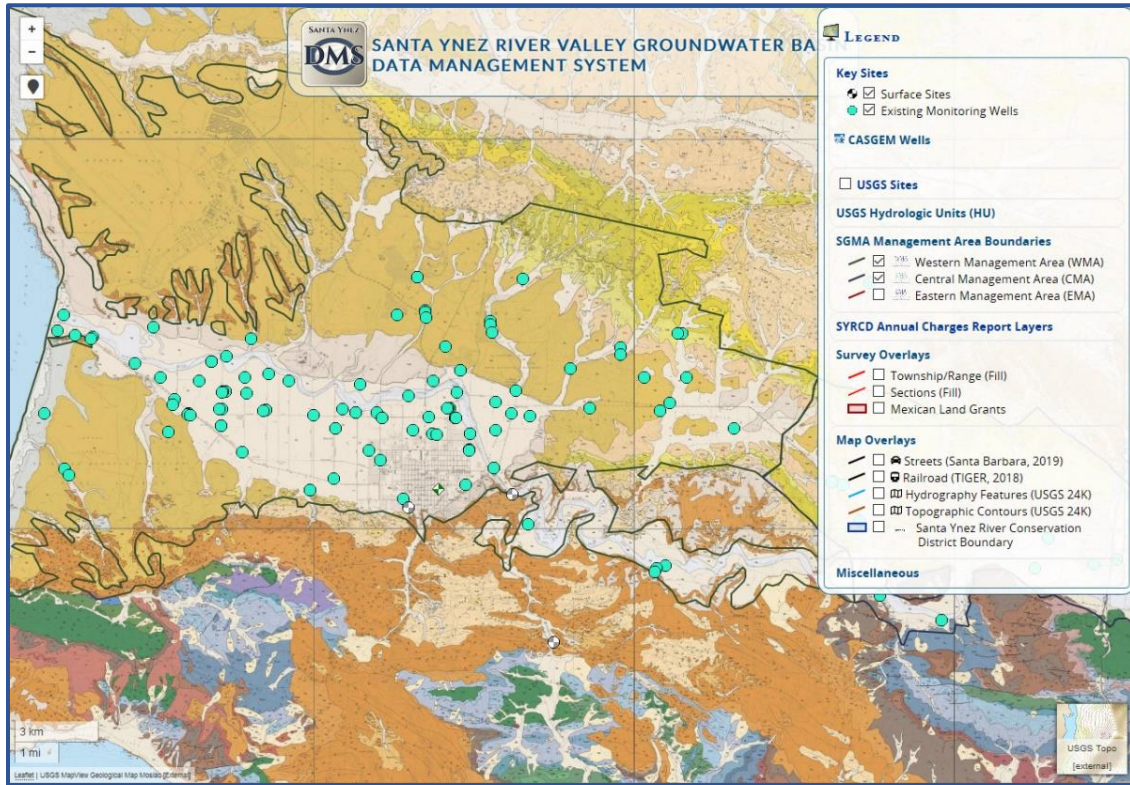 +
−
SANTA YNEZ
DMS
SANTA YNEZ RIVER VALLEY GROUNDWATER BASIN
DATA MANAGEMENT SYSTEM
LEGEND
Key Sites
Surface Sites
Existing Monitoring Wells
CASGEM Wells
USGS Sites
USGS Hydrologic Units (HU)
SGMA Management Area Boundaries
Western Management Area (WMA)
Central Management Area (CMA)
Eastern Management Area (EMA)
SYRCD Annual Charges Report Layers
Survey Overlays
Township/Range (Fill)
Sections (Fill)
Mexican Land Grants
Map Overlays
Streets (Santa Barbara, 2019)
Railroad (TIGER, 2018)
Hydrography Features (USGS 24K)
Topographic Contours (USGS 24K)
Santa Ynez River Conservation
District Boundary
Miscellaneous
3 km
1 mi
Leaflet | USGS MapView Geological Map Mosiac [External]
USGS Topo
[external]